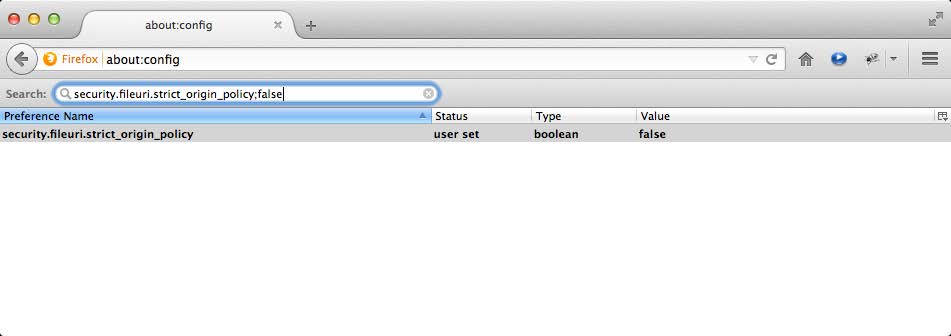 about:config
Firefox about:config
Search: security.fileuri.strict_origin_policy;false
Preference Name Status Type Value
security.fileuri.strict_origin_policy user set boolean false